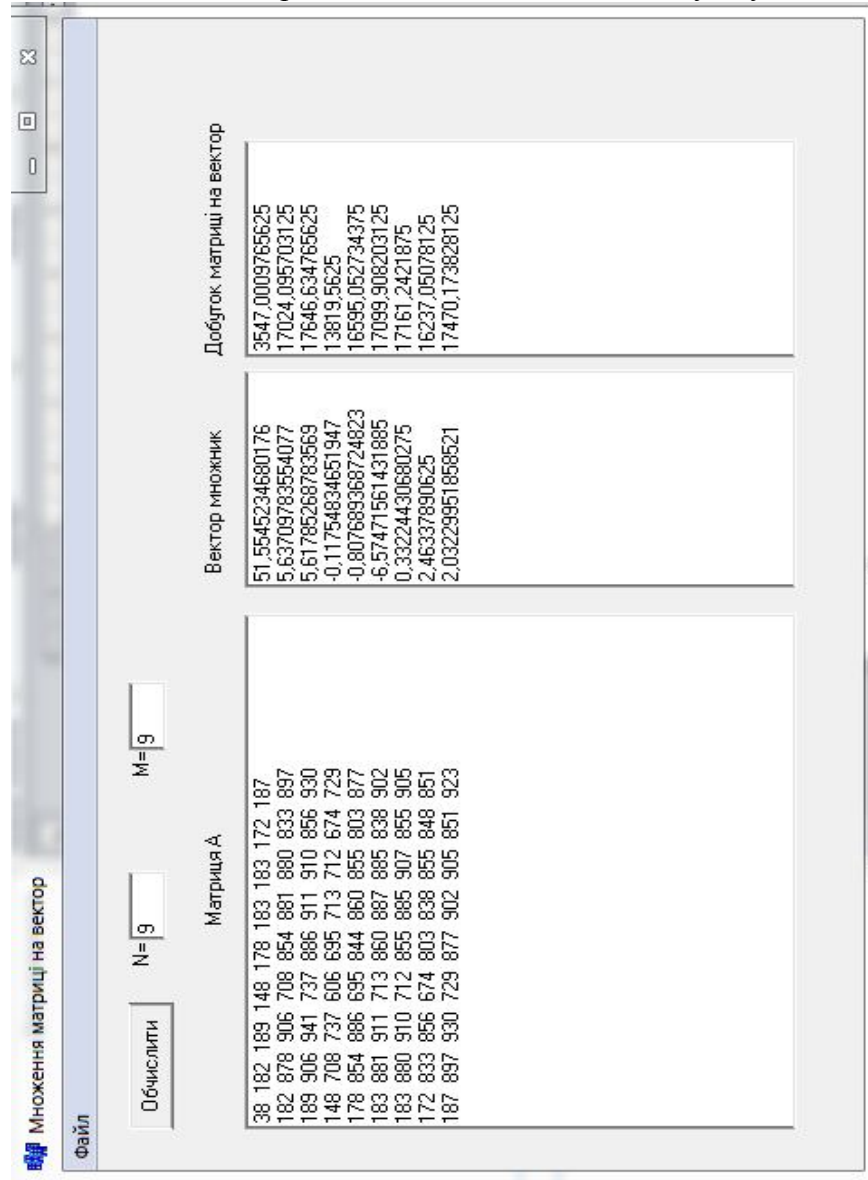 Множення матриці на вектор
Файл
Обчислити N= 9 M= 9
Матриця А
38 182 189 148 178 183 183 172 187
182 878 906 708 854 881 880 833 897
189 906 941 737 886 911 910 856 930
148 708 737 606 695 713 712 674 729
178 854 886 695 844 860 855 803 877
183 881 911 713 860 887 885 838 902
183 880 910 712 855 885 907 855 905
172 833 856 674 803 838 855 848 851
187 897 930 729 877 902 905 851 923
Вектор множник
51,5545234680176
5,63709783554077
5,61785268783569
-0,11754834651947
-0,807689368724823
-6,57471561431885
0,33224430680275
2,46337890625
2,03229951858521
Добуток матриці на вектор
3547,0009765625
17024,095703125
17646,634765625
13819,5625
16595,052734375
17099,908203125
17161,2421875
16237,05078125
17470,173828125